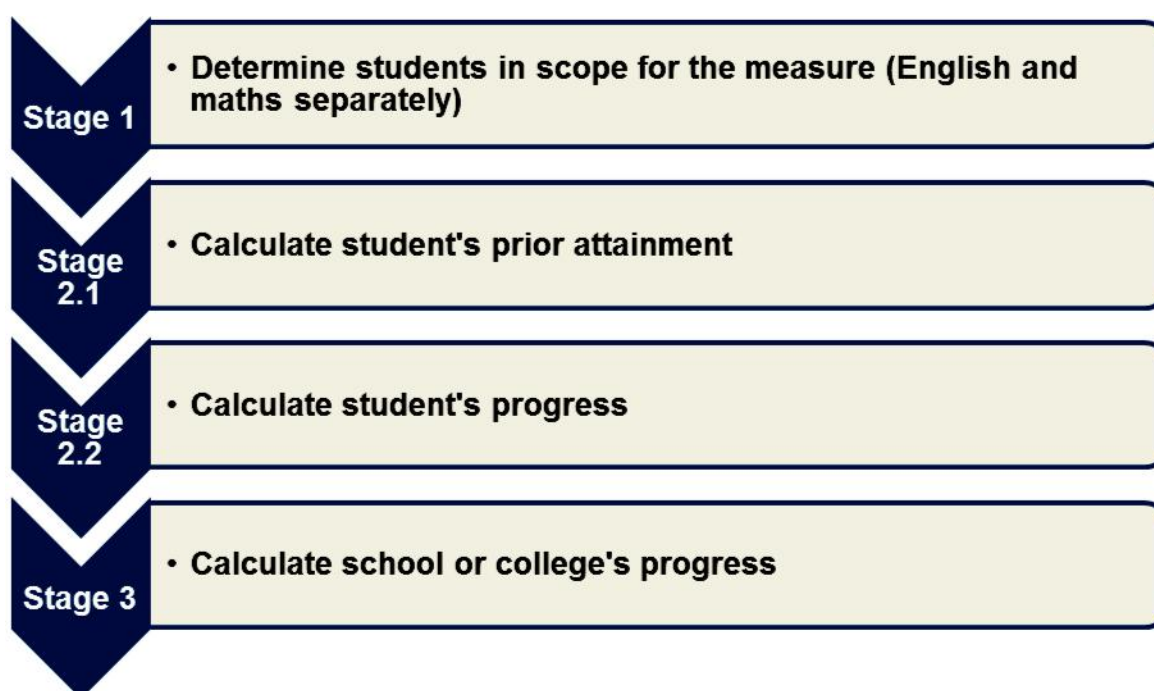 Stage 1
• Determine students in scope for the measure (English and
maths separately)
Stage
2.1
• Calculate student's prior attainment
Stage
2.2
• Calculate student's progress
Stage 3
• Calculate school or college's progress